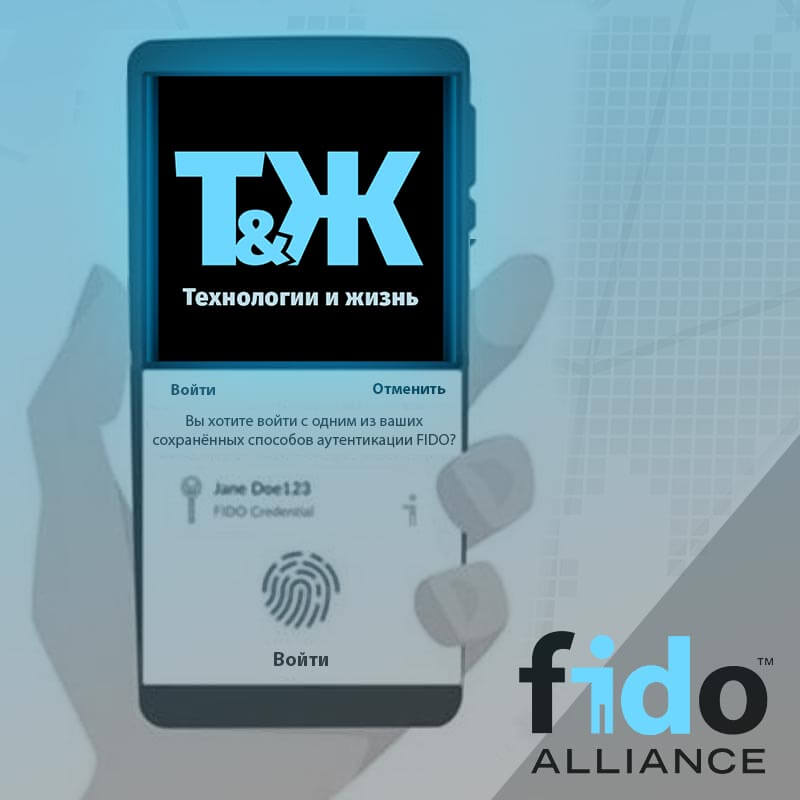 Т&Ж
Технологии и жизнь
Войти Отменить
Вы хотите войти с одним из ваших
сохранённых способов аутентикации FIDO?
Jane Doe123
FIDO Credential
Войти
fido™
ALLIANCE